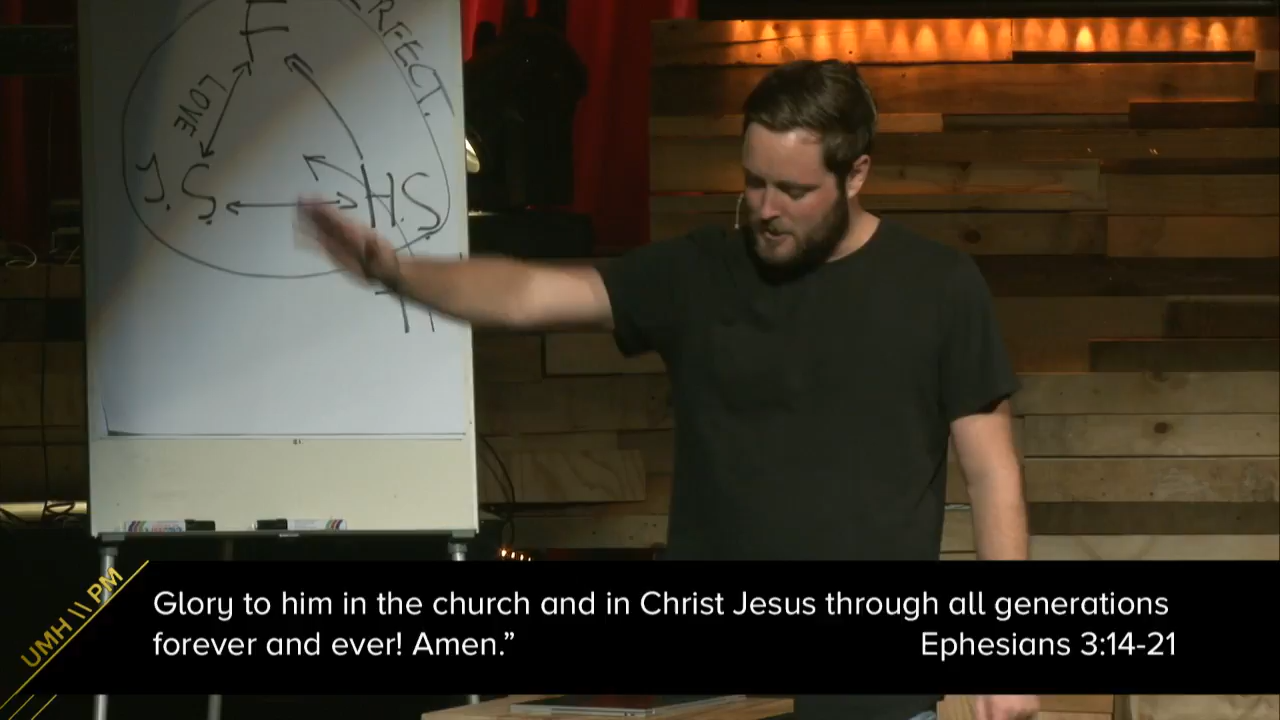 F
PERFECT.
LOVE
J.S.
H.S.
Glory to him in the church and in Christ Jesus through all generations
forever and ever! Amen.”
Ephesians 3:14-21
UMH \\ PM